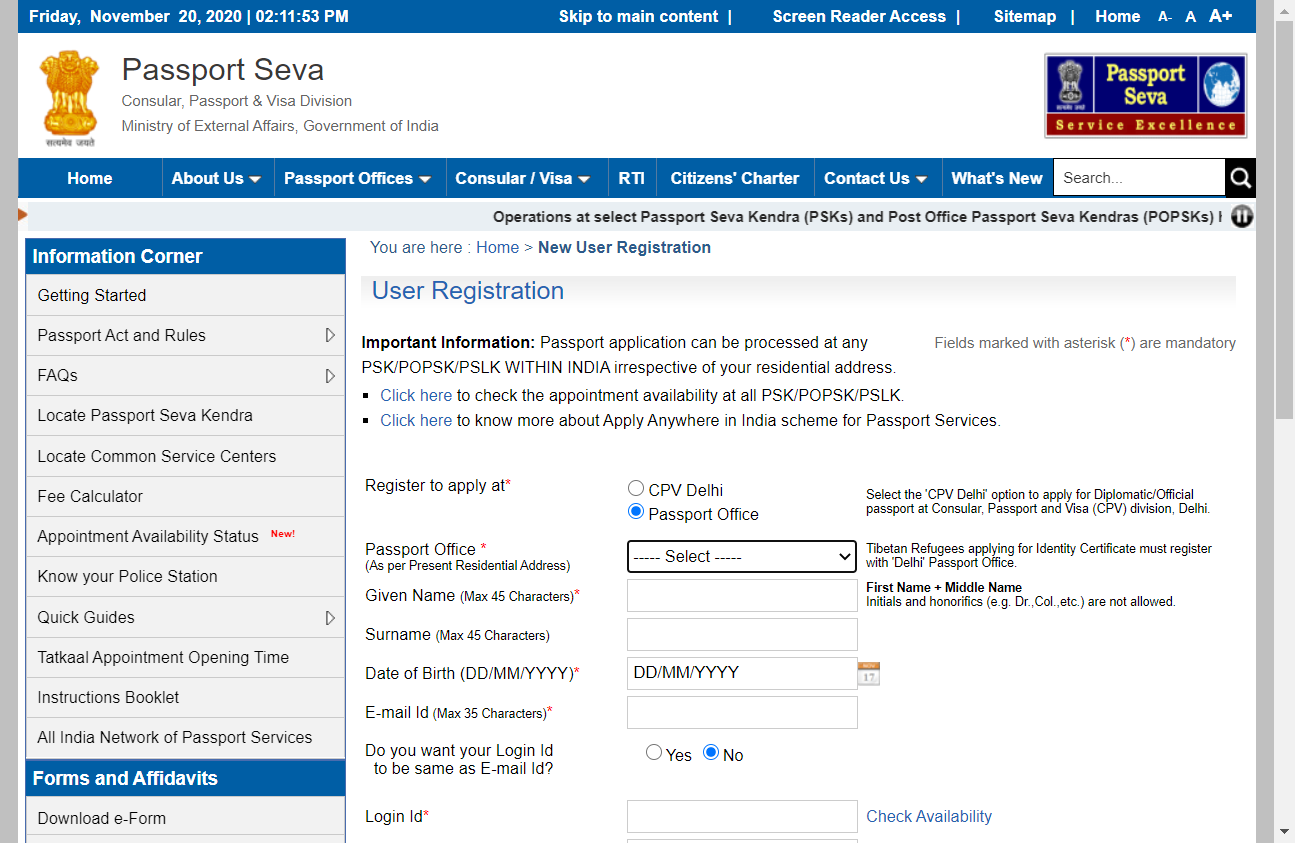 Friday, November 20, 2020 | 02:11:53 PM
Skip to main content |
Screen Reader Access |
Sitemap |
Home
A- A A+
Passport Seva
Consular, Passport & Visa Division
Ministry of External Affairs, Government of India
सत्यमेव जयते
Passport
Seva
Service Excellence
Home
About Us
Passport Offices
Consular / Visa
RTI
Citizens' Charter
Contact Us
What's New
Search...
Operations at select Passport Seva Kendra (PSKs) and Post Office Passport Seva Kendras (POPSKs)
Information Corner
Getting Started
Passport Act and Rules
FAQs
Locate Passport Seva Kendra
Locate Common Service Centers
Fee Calculator
Appointment Availability Status New!
Know your Police Station
Quick Guides
Tatkaal Appointment Opening Time
Instructions Booklet
All India Network of Passport Services
Forms and Affidavits
Download e-Form
You are here : Home > New User Registration
User Registration
Important Information: Passport application can be processed at any
PSK/POPSK/PSLK WITHIN INDIA irrespective of your residential address.
Fields marked with asterisk (*) are mandatory
Click here to check the appointment availability at all PSK/POPSK/PSLK.
Click here to know more about Apply Anywhere in India scheme for Passport Services.
Register to apply at*
CPV Delhi
Passport Office
Select the 'CPV Delhi' option to apply for Diplomatic/Official
passport at Consular, Passport and Visa (CPV) division, Delhi.
Passport Office *
(As per Present Residential Address)
----- Select -----
Tibetan Refugees applying for Identity Certificate must register
with 'Delhi' Passport Office.
Given Name (Max 45 Characters)*
First Name + Middle Name
Initials and honorifics (e.g. Dr.,Col.,etc.) are not allowed.
Surname (Max 45 Characters)
Date of Birth (DD/MM/YYYY)*
DD/MM/YYYY
17
E-mail Id (Max 35 Characters)*
Do you want your Login Id
to be same as E-mail Id?
Yes No
Login Id*
Check Availability